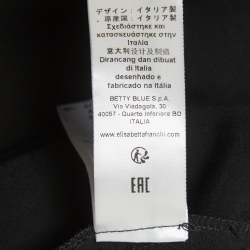 デザイン：イタリア製
原産国：イタリア製
Σχεδιάστηκε και
κατασκευάστηκε στην
Ιταλία
意大利设计及制制
Dirancang dan dibuat
di Italia
desenhado e
fabricado na Itália
BETTY BLUE S.p.A.
Via Viadagola, 30
40057 - Quarto Inferiore BO
ITALIA
www.elisabettafranchi.com
EAC